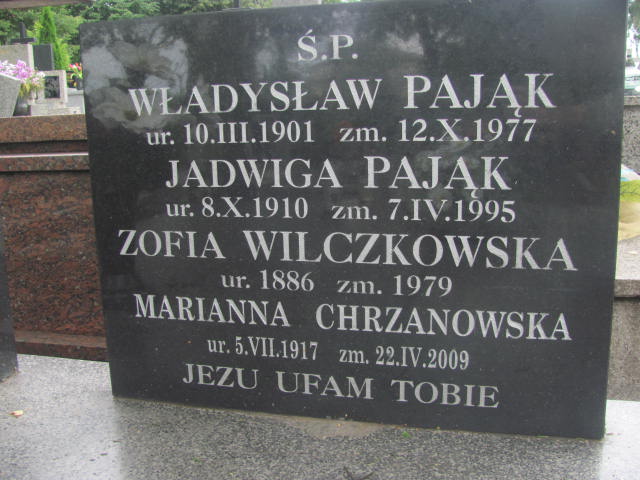 Ś.P.
WŁADYSŁAW PAJĄK
ur. 10.III.1901 zm. 12.X.1977
JADWIGA PAJĄK
ur. 8.X.1910 zm. 7.IV.1995
ZOFIA WILCZKOWSKA
ur. 1886 zm. 1979
MARIANNA CHRZANOWSKA
ur. 5.VII.1917 zm. 22.IV.2009
JEZU UFAM TOBIE